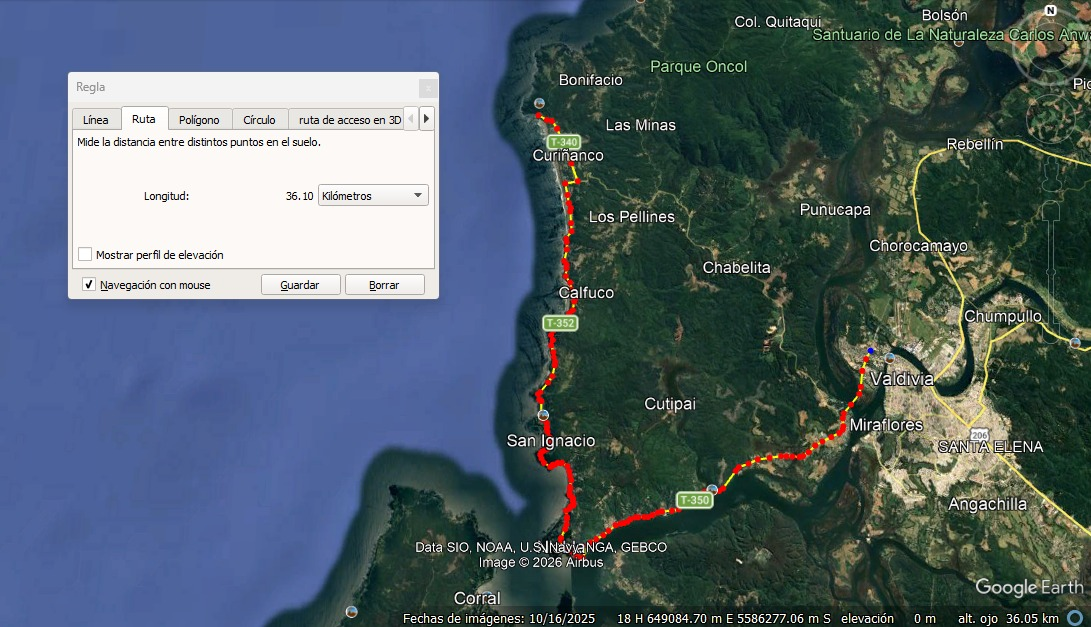 Regla
Línea
Ruta
Polígono
Círculo
ruta de acceso en 3D
Mide la distancia entre distintos puntos en el suelo.
Longitud:
36.10
Kilómetros
Mostrar perfil de elevación
Navegación con mouse
Guardar
Borrar
Col. Quitaqui
Bolsón
N
Santuario de La Naturaleza Carlos Anw
Parque Oncol
Bonifacio
Las Minas
T-340
Curiñanco
Rebellín
Los Pellines
Punucapa
Chorocamayo
Chabelita
Calfuco
T-352
Chumpullo
Valdivia
Cutipai
Miraflores
San Ignacio
206
SANTA ELENA
T-350
Angachilla
Data SIO, NOAA, U.S. Navy, NGA, GEBCO
Image © 2026 Airbus
Google Earth
Corral
Fechas de imágenes: 10/16/2025 18 H 649084.70 m E 5586277.06 m S elevación 0 m alt. ojo 36.05 km